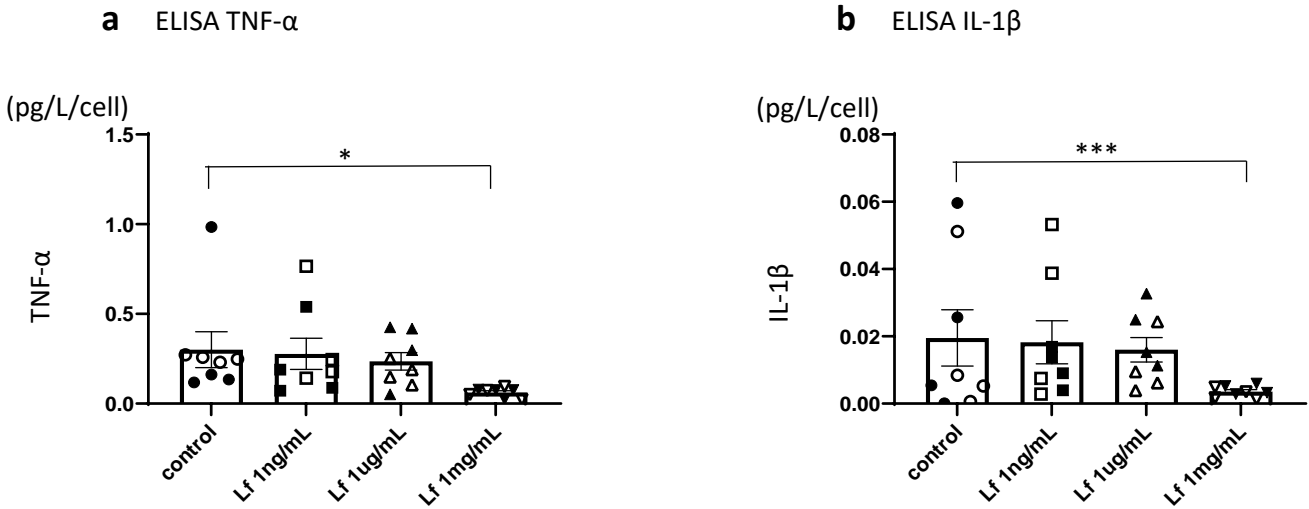 a ELISA TNF-α
(pg/L/cell)
1.5
*
1.0
TNF-α
0.5
0.0
control
Lf 1ng/mL
Lf 1ug/mL
Lf 1mg/mL
b ELISA IL-1β
(pg/L/cell)
0.08
***
0.06
0.04
IL-1β
0.02
0.00
control
Lf 1ng/mL
Lf 1ug/mL
Lf 1mg/mL